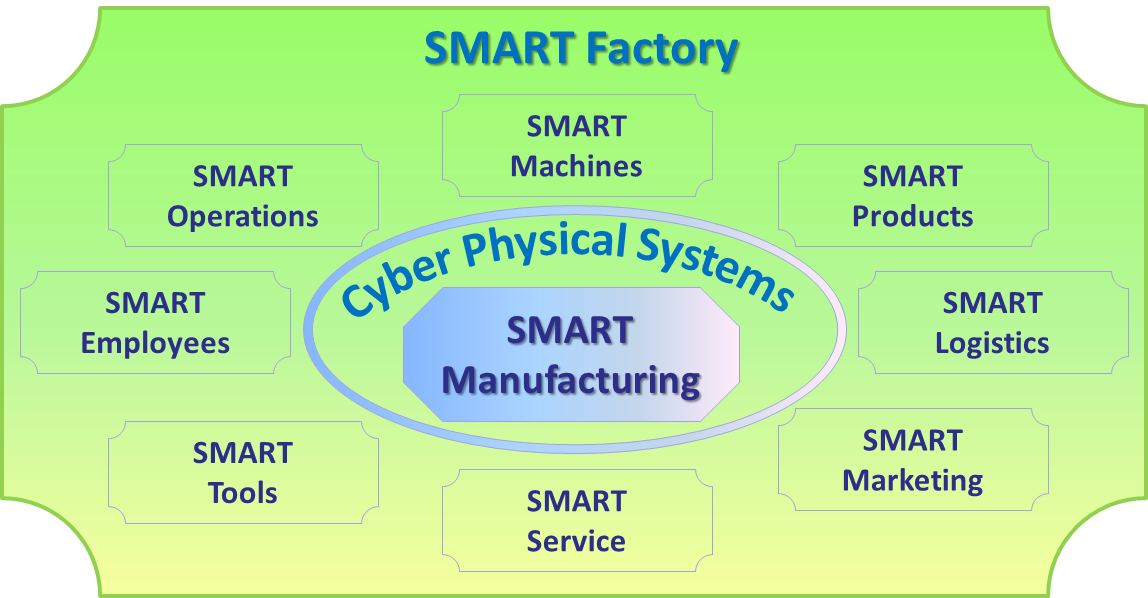 SMART Factory
SMART
Machines
SMART
Operations
SMART
Products
Cyber Physical Systems
SMART
Employees
SMART
Manufacturing
SMART
Logistics
SMART
Tools
SMART
Marketing
SMART
Service